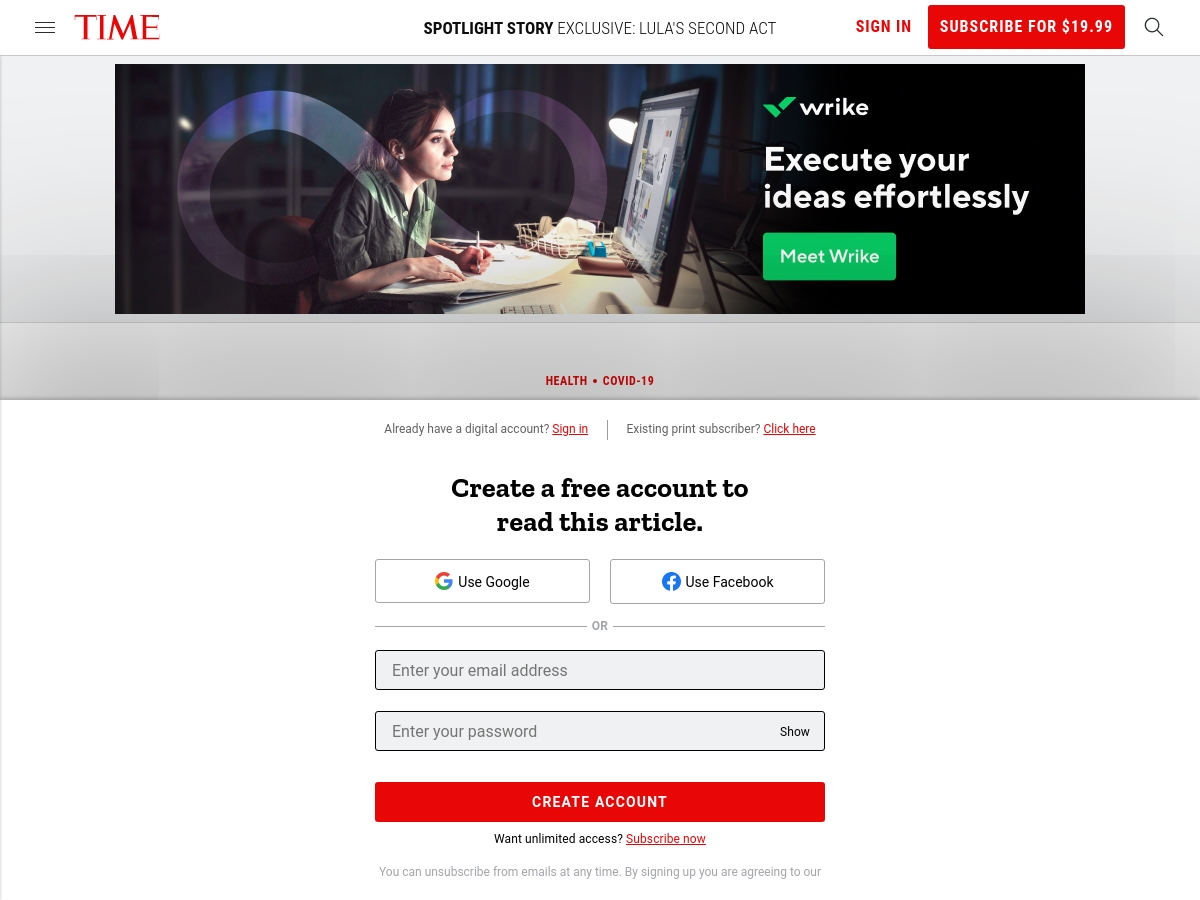 TIME
SPOTLIGHT STORY EXCLUSIVE: LULA'S SECOND ACT
SIGN IN
SUBSCRIBE FOR $19.99
wrike
Execute your
ideas effortlessly
Meet Wrike
HEALTH • COVID-19
Already have a digital account? Sign in
Existing print subscriber? Click here
Create a free account to
read this article.
Use Google
Use Facebook
OR
Enter your email address
Enter your password
Show
CREATE ACCOUNT
Want unlimited access? Subscribe now
You can unsubscribe from emails at any time. By signing up you are agreeing to our